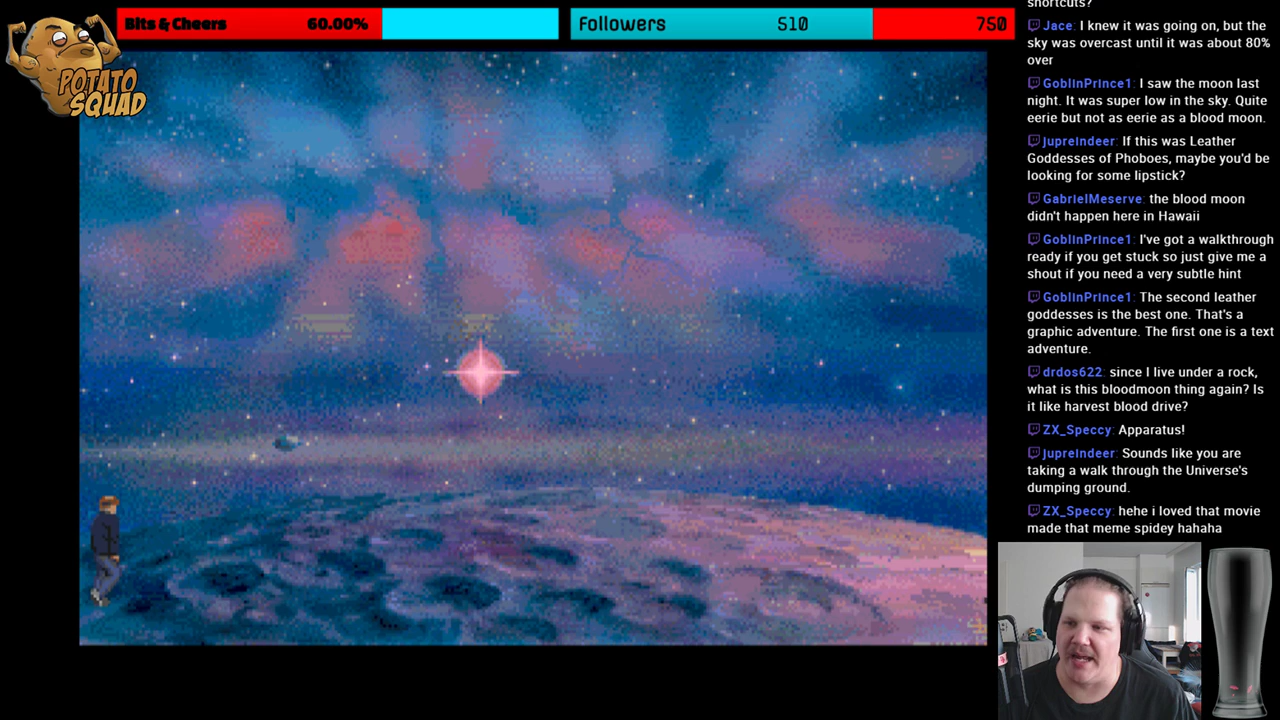 Bits & Cheers 60.00%
Followers 510 750
POTATO
SQUAD
shortcuts?
Jace: I knew it was going on, but the
sky was overcast until it was about 80%
over
GoblinPrince1: I saw the moon last
night. It was super low in the sky. Quite
eerie but not as eerie as a blood moon.
jupreindeer: If this was Leather
Goddesses of Phoboes, maybe you'd be
looking for some lipstick?
GabrielMeserve: the blood moon
didn't happen here in Hawaii
GoblinPrince1: I've got a walkthrough
ready if you get stuck so just give me a
shout if you need a very subtle hint
GoblinPrince1: The second leather
goddesses is the best one. That's a
graphic adventure. The first one is a text
adventure.
drdos622: since I live under a rock,
what is this bloodmoon thing again? Is
it like harvest blood drive?
ZX_Speccy: Apparatus!
jupreindeer: Sounds like you are
taking a walk through the Universe's
dumping ground.
ZX_Speccy: hehe i loved that movie
made that meme spidey hahaha